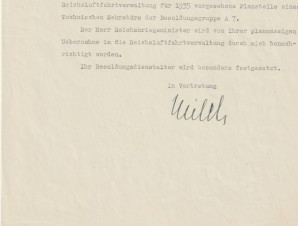 Reichsluftfahrtverwaltung für 1935 vorgesehene Planstelle eines
Technischen Sekretärs der Besoldungsgruppe A 7.
Der Herr Reichskriegsminister wird von Ihrer planmässigen
Uebernahme in die Reichsluftfahrtverwaltung durch mich benach-
richtigt werden.
Ihr Besoldungsdienstalter wird besonders festgesetzt.
In Vertretung
Milch